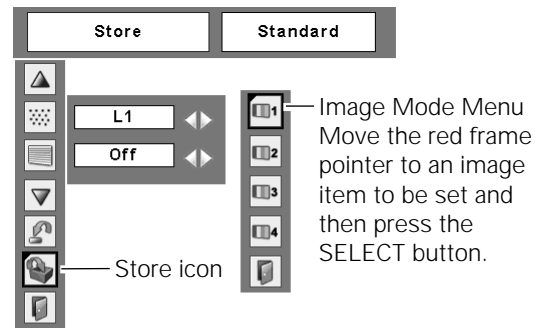 Store
Standard
L1
Off
1
2
3
4
Image Mode Menu
Move the red frame
pointer to an image
item to be set and
then press the
SELECT button.
Store icon